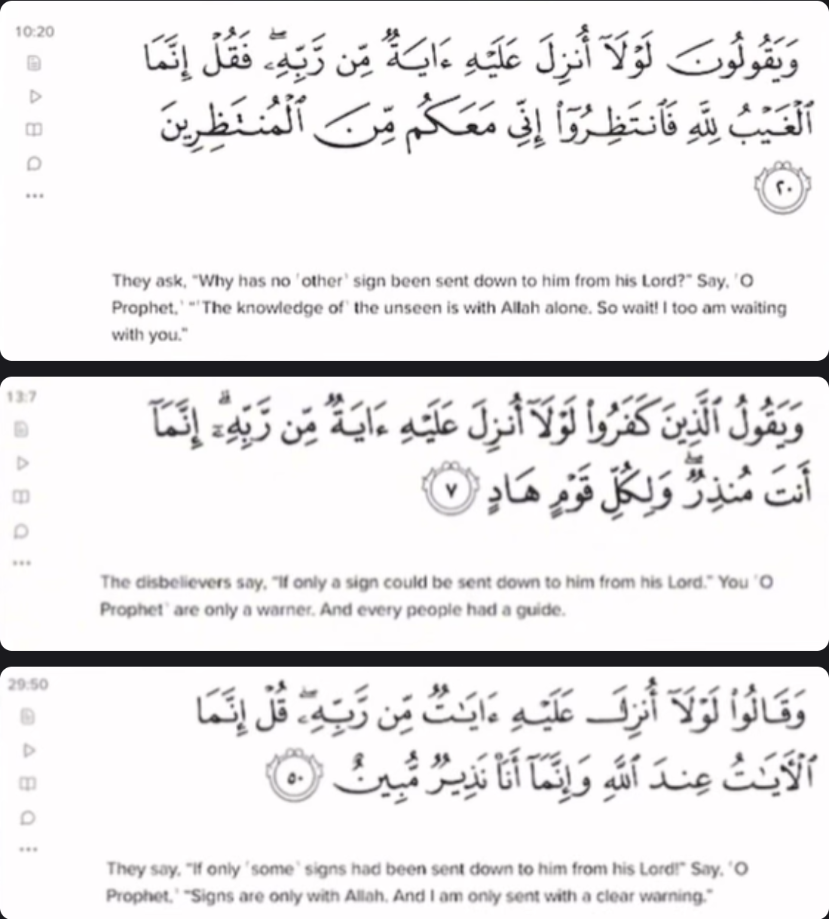 10:20
وَيَقُولُونَ لَوْلَآ أُنزِلَ عَلَيْهِ ءَايَةٌ مِّن رَّبِّهِۦ ۖ فَقُلْ إِنَّمَا
ٱلْغَيْبُ لِلَّهِ فَٱنتَظِرُوٓا۟ إِنِّى مَعَكُم مِّنَ ٱلْمُنتَظِرِينَ
٢٠
They ask, “Why has no ˹other˺ sign been sent down to him from his Lord?” Say, ˹O
Prophet,˺ “˹The knowledge of˺ the unseen is with Allah alone. So wait! I too am waiting
with you.”
13:7
وَيَقُولُ ٱلَّذِينَ كَفَرُوا۟ لَوْلَآ أُنزِلَ عَلَيْهِ ءَايَةٌ مِّن رَّبِّهِۦٓ ۗ إِنَّمَآ
أَنتَ مُنذِرٌ ۖ وَلِكُلِّ قَوْمٍ هَادٍ ٧
The disbelievers say, “If only a sign could be sent down to him from his Lord.” You ˹O
Prophet˺ are only a warner. And every people had a guide.
29:50
وَقَالُوا۟ لَوْلَآ أُنزِلَ عَلَيْهِ ءَايَـٰتٌ مِّن رَّبِّهِۦ ۖ قُلْ إِنَّمَا
ٱلْـَٔايَـٰتُ عِندَ ٱللَّهِ وَإِنَّمَآ أَنَا۠ نَذِيرٌ مُّبِينٌ ٥٠
They say, “If only ˹some˺ signs had been sent down to him from his Lord!” Say, ˹O
Prophet,˺ “Signs are only with Allah. And I am only sent with a clear warning.”